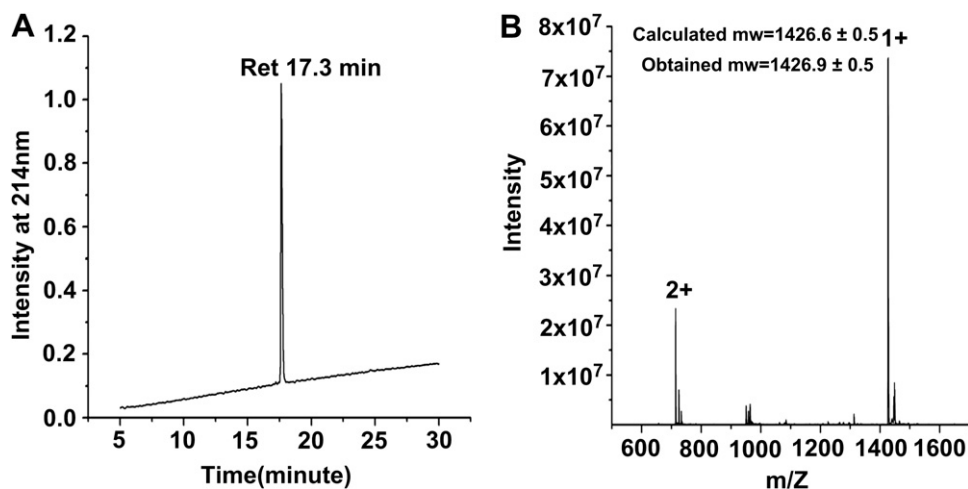 A
Ret 17.3 min
Intensity at 214nm
1.2
1.0
0.8
0.6
0.4
0.2
0.0
5
10
15
20
25
30
Time(minute)
B
Calculated mw=1426.6 ± 0.5
1+
Obtained mw=1426.9 ± 0.5
2+
Intensity
8x10⁷
7x10⁷
6x10⁷
5x10⁷
4x10⁷
3x10⁷
2x10⁷
1x10⁷
600
800
1000
1200
1400
1600
m/Z